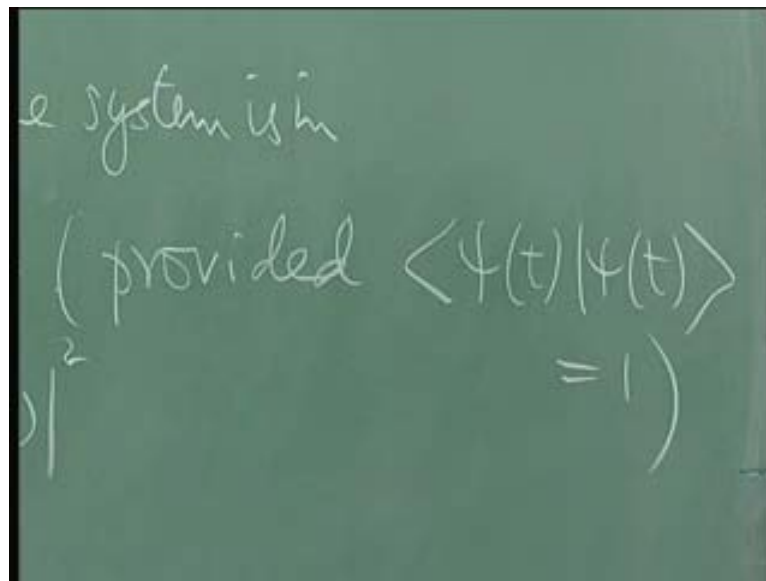 e system is in
(provided <ψ(t)|ψ(t)>
)|² = 1)